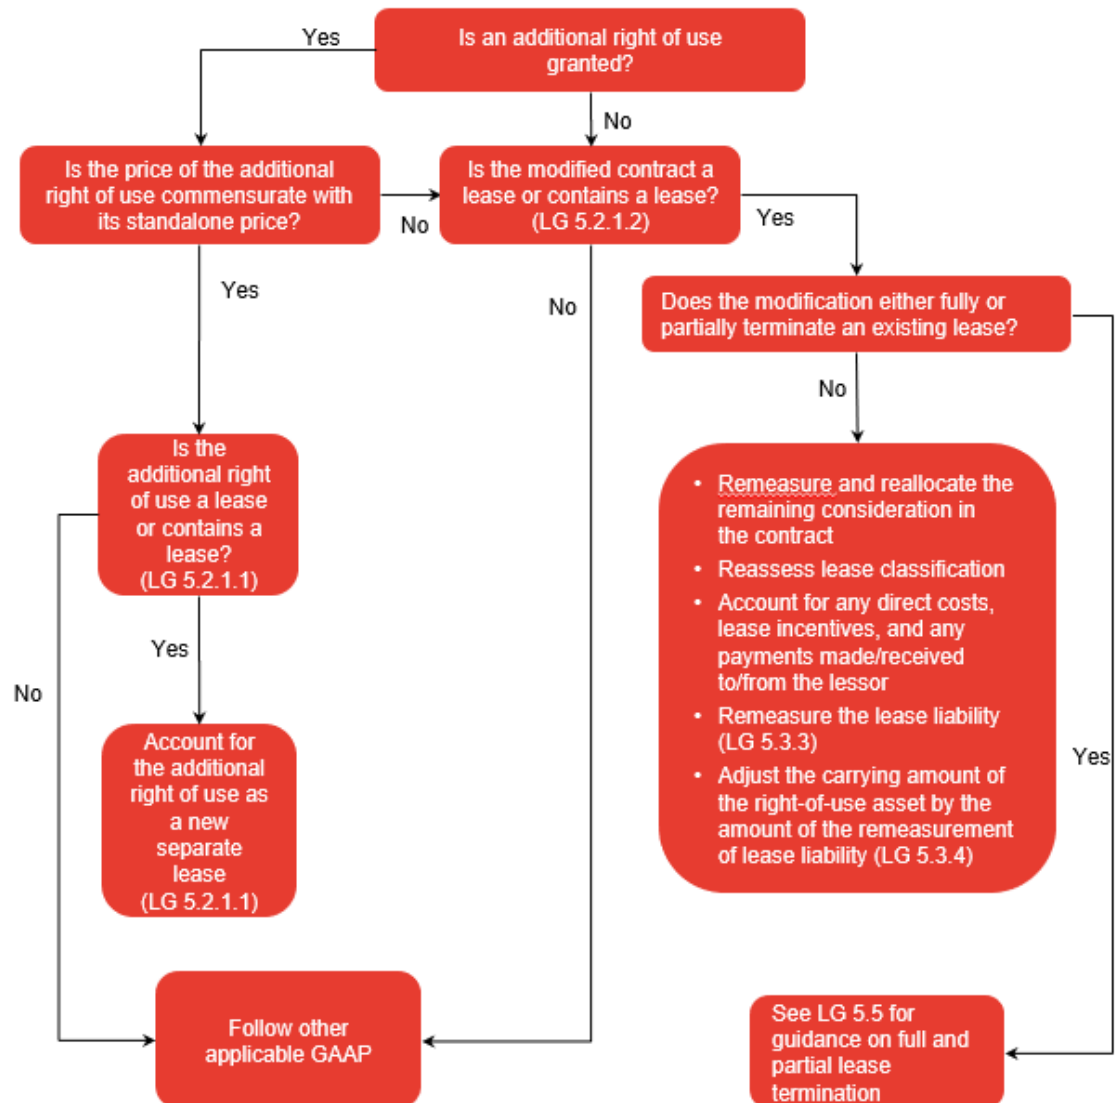 Is an additional right of use
granted?
Yes
No
Is the price of the additional
right of use commensurate with
its standalone price?
No
Is the modified contract a
lease or contains a lease?
(LG 5.2.1.2)
Yes
Yes
No
Does the modification either fully or
partially terminate an existing lease?
No
Is the
additional right
of use a lease
or contains a
lease?
(LG 5.2.1.1)
Yes
No
• Remeasure and reallocate the
remaining consideration in
the contract
• Reassess lease classification
• Account for any direct costs,
lease incentives, and any
payments made/received
to/from the lessor
• Remeasure the lease liability
(LG 5.3.3)
• Adjust the carrying amount of
the right-of-use asset by the
amount of the remeasurement
of lease liability (LG 5.3.4)
Yes
Account for
the additional
right of use as
a new
separate
lease
(LG 5.2.1.1)
Follow other
applicable GAAP
See LG 5.5 for
guidance on full and
partial lease
termination